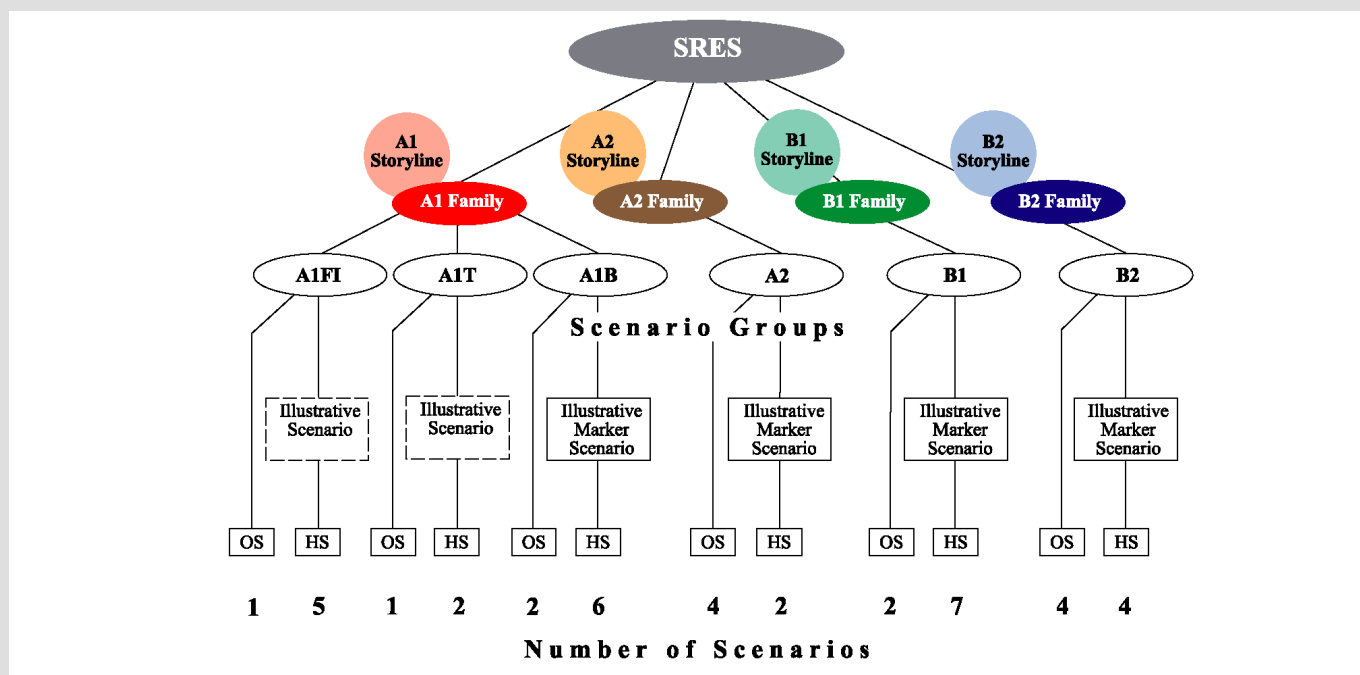 SRES
A1
Storyline
A2
Storyline
B1
Storyline
B2
Storyline
A1 Family
A2 Family
B1 Family
B2 Family
A1FI
A1T
A1B
A2
B1
B2
Scenario Groups
Illustrative
Scenario
Illustrative
Scenario
Illustrative
Marker
Scenario
Illustrative
Marker
Scenario
Illustrative
Marker
Scenario
Illustrative
Marker
Scenario
OS HS OS HS OS HS OS HS OS HS OS HS
1 5 1 2 2 6 4 2 2 7 4 4
Number of Scenarios